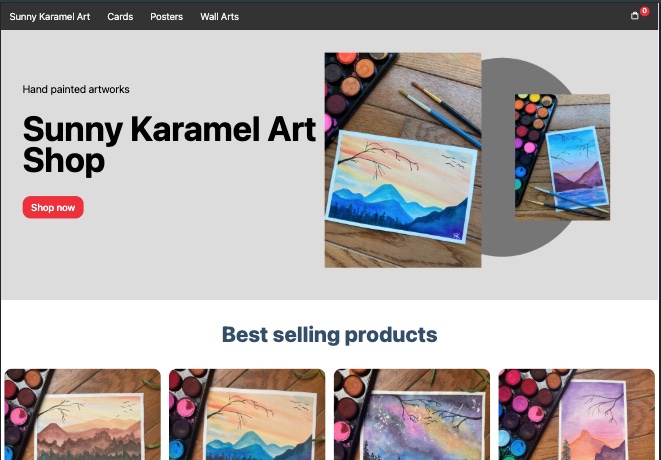 Sunny Karamel Art Cards Posters Wall Arts 0
Hand painted artworks
Sunny Karamel Art
Shop
Shop now
Best selling products